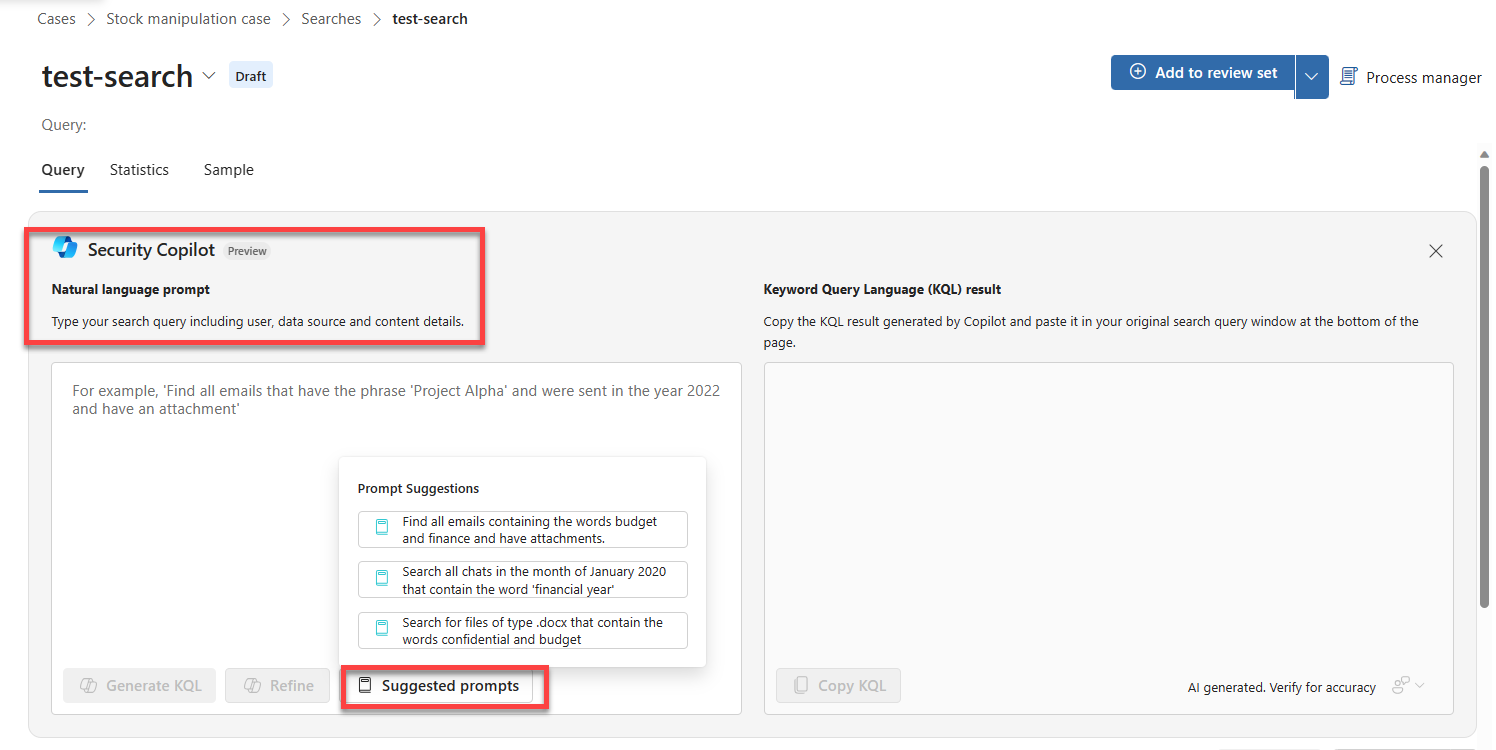 Cases > Stock manipulation case > Searches > test-search
test-search
Draft
Add to review set
Process manager
Query:
Query
Statistics
Sample
Security Copilot
Preview
Natural language prompt
Type your search query including user, data source and content details.
Keyword Query Language (KQL) result
Copy the KQL result generated by Copilot and paste it in your original search query window at the bottom of the
page.
For example, 'Find all emails that have the phrase 'Project Alpha' and were sent in the year 2022
and have an attachment'
Prompt Suggestions
Find all emails containing the words budget
and finance and have attachments.
Search all chats in the month of January 2020
that contain the word 'financial year'
Search for files of type .docx that contain the
words confidential and budget
Generate KQL
Refine
Suggested prompts
Copy KQL
AI generated. Verify for accuracy